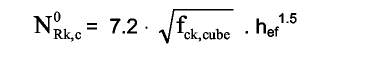 N⁰Rk,c = 7.2 · √fck,cube . hef^1.5